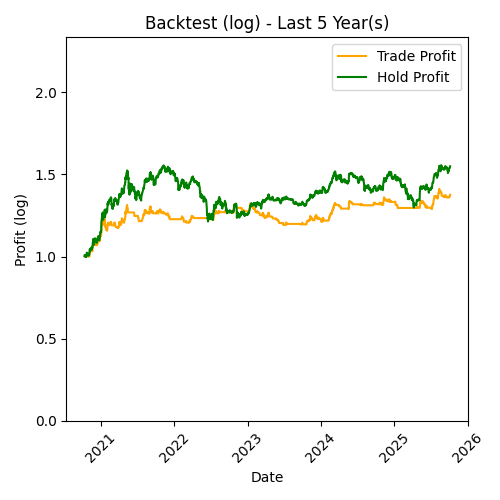 Backtest (log) - Last 5 Year(s)
Trade Profit
Hold Profit
Profit (log)
2.0
1.5
1.0
0.5
0.0
2021
2022
2023
2024
2025
2026
Date